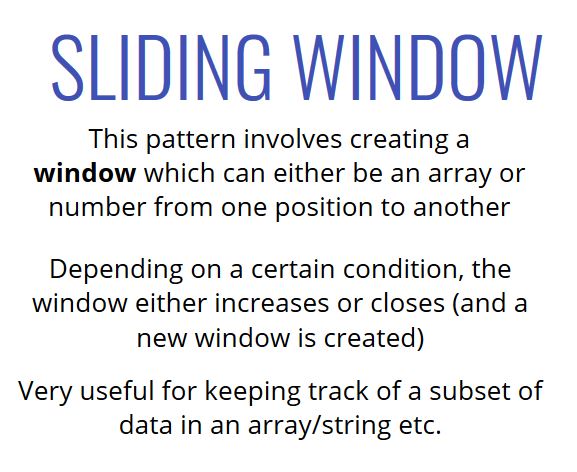 SLIDING WINDOW
This pattern involves creating a
window which can either be an array or
number from one position to another
Depending on a certain condition, the
window either increases or closes (and a
new window is created)
Very useful for keeping track of a subset of
data in an array/string etc.